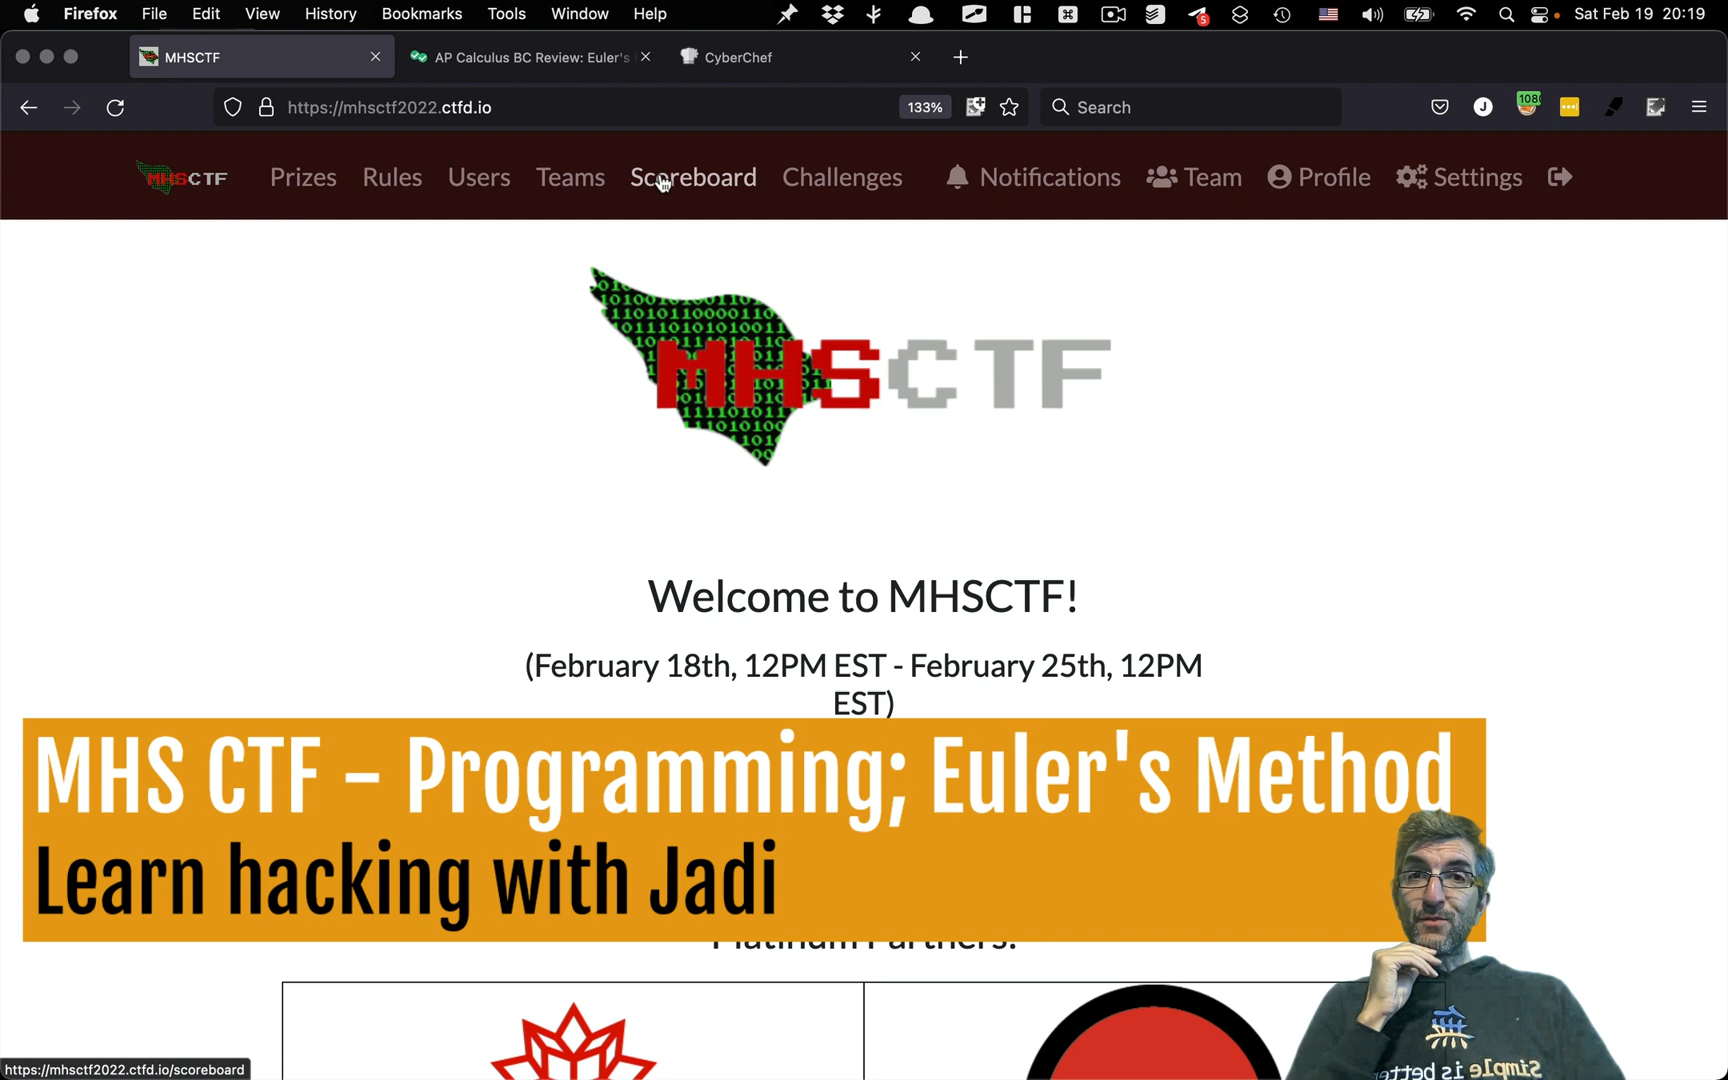 Firefox File Edit View History Bookmarks Tools Window Help 5 Sat Feb 19 20:19
MHSCTF AP Calculus BC Review: Euler's CyberChef
https://mhsctf2022.ctfd.io 133% Search J 108
MHSCTF Prizes Rules Users Teams Scoreboard Challenges Notifications Team Profile Settings
MHSCTF
Welcome to MHSCTF!
(February 18th, 12PM EST - February 25th, 12PM
EST)
MHS CTF - Programming; Euler's Method
Learn hacking with Jadi
Platinum Partners:
Simple
is better
https://mhsctf2022.ctfd.io/scoreboard